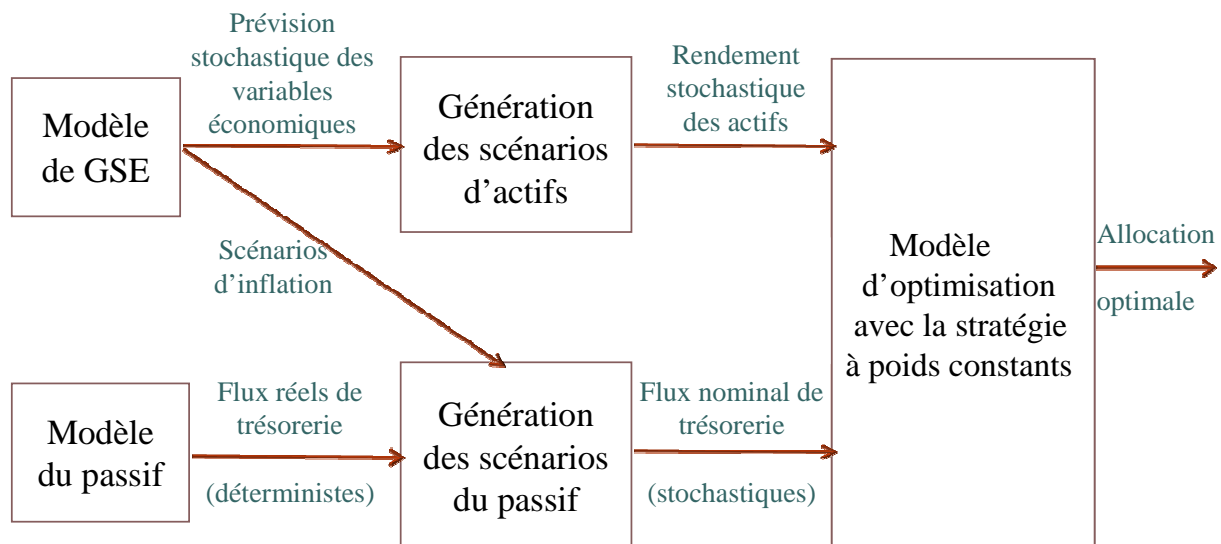 Prévision
stochastique des
variables
économiques
Rendement
stochastique
des actifs
Modèle
de GSE
Génération
des scénarios
d’actifs
Scénarios
d’inflation
Modèle
d’optimisation
avec la stratégie
à poids constants
Allocation
optimale
Modèle
du passif
Flux réels de
trésorerie
(déterministes)
Génération
des scénarios
du passif
Flux nominal de
trésorerie
(stochastiques)